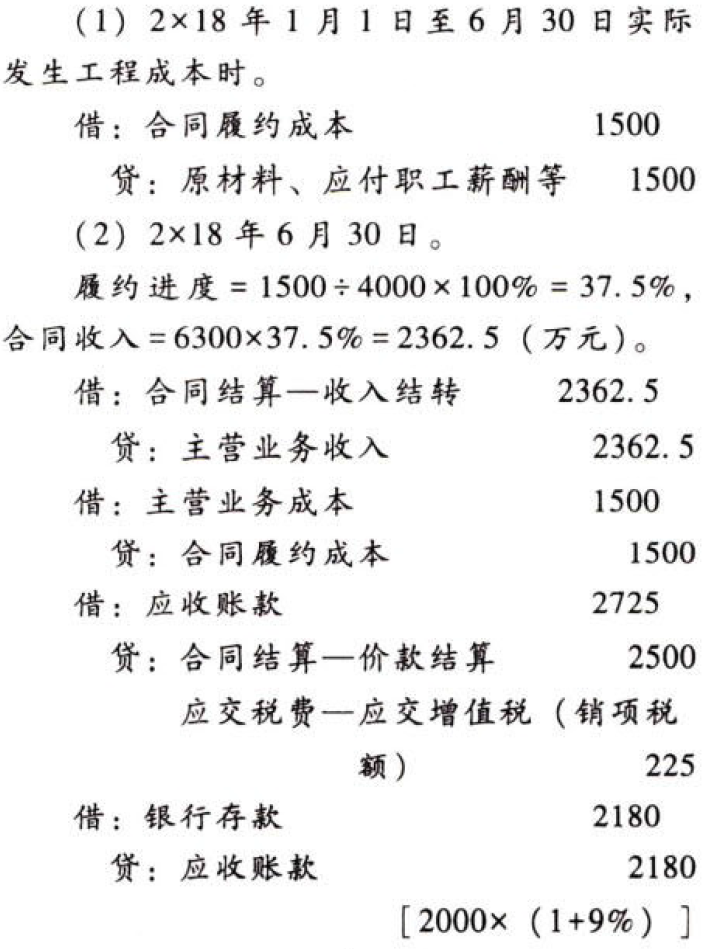 (1) 2×18 年 1 月 1 日至 6 月 30 日实际
发生工程成本时。
借：合同履约成本 1500
贷：原材料、应付职工薪酬等 1500
(2) 2×18 年 6 月 30 日。
履约进度 = 1500÷4000×100% = 37.5%，
合同收入=6300×37.5%=2362.5（万元）。
借：合同结算—收入结转 2362.5
贷：主营业务收入 2362.5
借：主营业务成本 1500
贷：合同履约成本 1500
借：应收账款 2725
贷：合同结算—价款结算 2500
应交税费—应交增值税（销项税
额） 225
借：银行存款 2180
贷：应收账款 2180
[2000×（1+9%）]